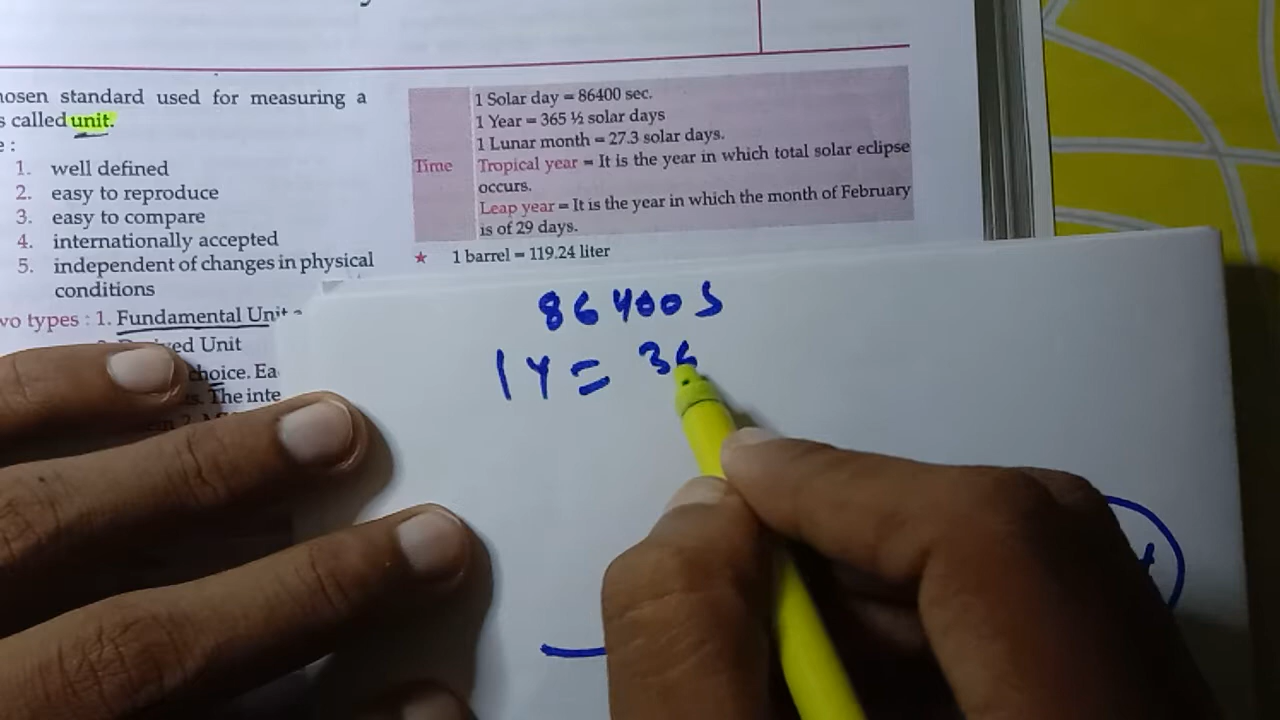 hosen standard used for measuring a
s called unit.
e :
1. well defined
2. easy to reproduce
3. easy to compare
4. internationally accepted
5. independent of changes in physical
conditions
wo types : 1. Fundamental Unit
Derived Unit
choice. Ea
s. The inte
Time
1 Solar day = 86400 sec.
1 Year = 365 ½ solar days
1 Lunar month = 27.3 solar days.
Tropical year = It is the year in which total solar eclipse
occurs.
Leap year = It is the year in which the month of February
is of 29 days.
★ 1 barrel = 119.24 liter
86400 S
1 Y = 36